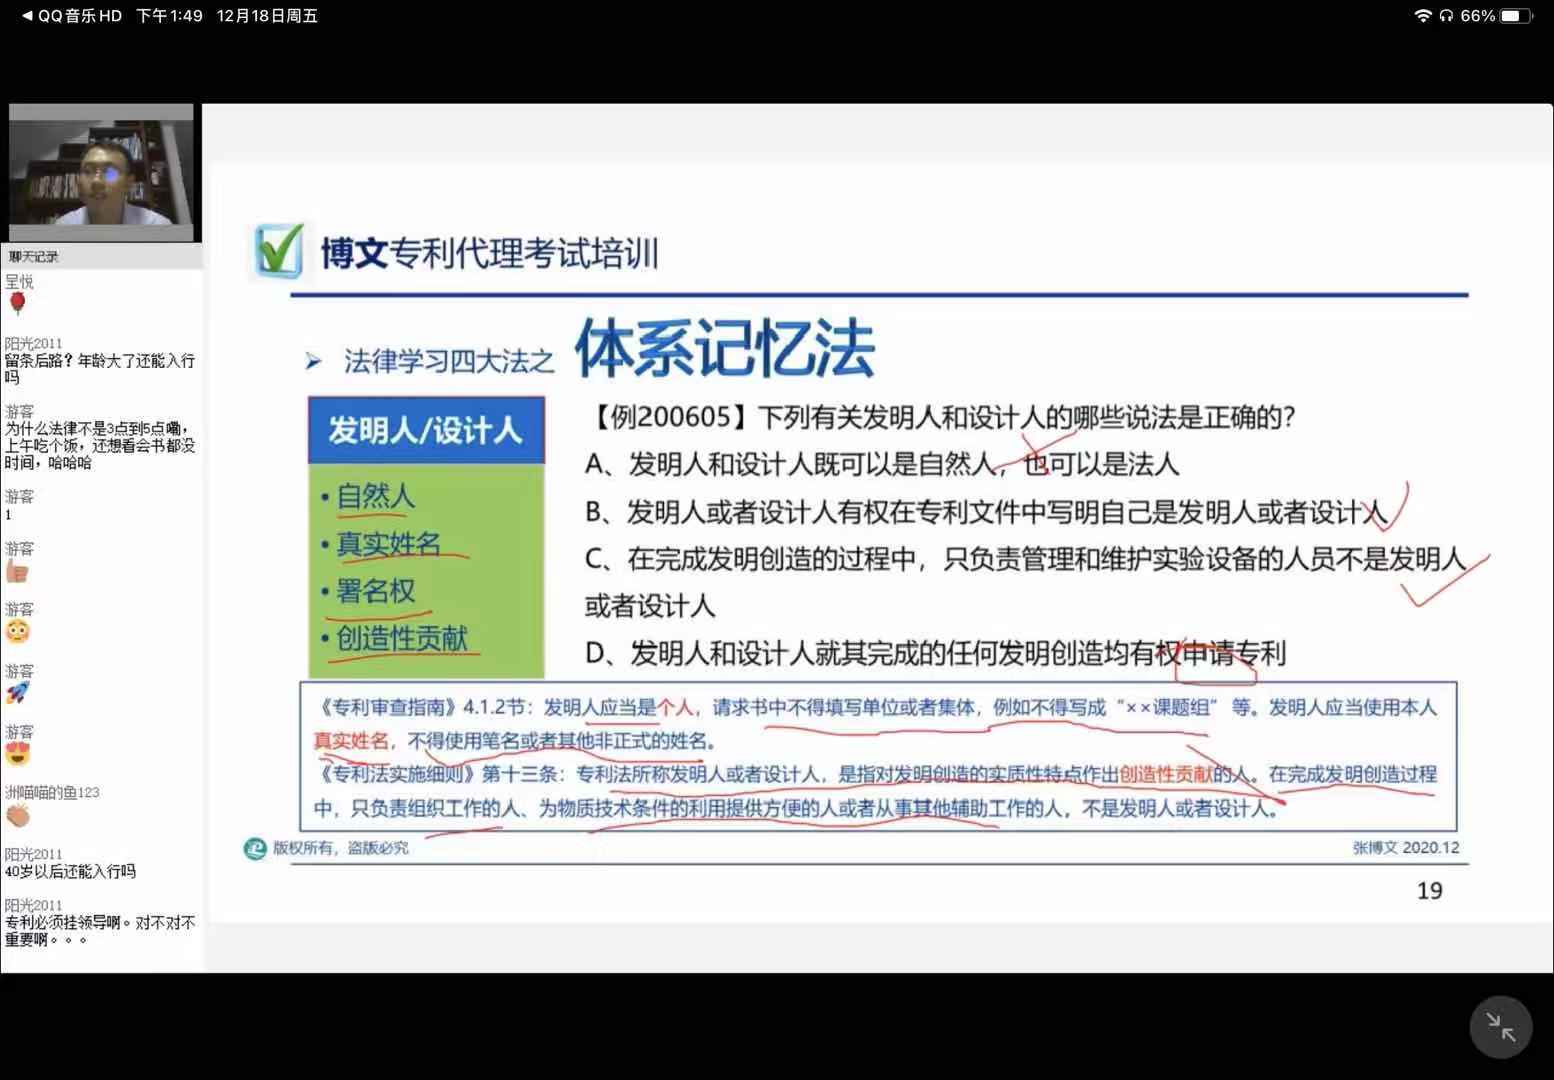 QQ音乐HD 下午1:49 12月18日周五
66%
聊天记录
呈悦
阳光2011
留条后路？年龄大了还能入行
吗
游客
为什么法律不是3点到5点嘞，
上午吃个饭，还想看会书都没
时间，哈哈哈
游客
1
游客
游客
游客
游客
洲喵喵的鱼123
阳光2011
40岁以后还能入行吗
阳光2011
专利必须挂领导啊。对不对不
重要啊。。。
博文专利代理考试培训
法律学习四大法之 体系记忆法
发明人/设计人
• 自然人
• 真实姓名
• 署名权
• 创造性贡献
【例200605】下列有关发明人和设计人的哪些说法是正确的？
A、发明人和设计人既可以是自然人，也可以是法人
B、发明人或者设计人有权在专利文件中写明自己是发明人或者设计人
C、在完成发明创造的过程中，只负责管理和维护实验设备的人员不是发明人
或者设计人
D、发明人和设计人就其完成的任何发明创造均有权申请专利
《专利审查指南》4.1.2节：发明人应当是个人，请求书中不得填写单位或者集体，例如不得写成“××课题组”等。发明人应当使用本人
真实姓名，不得使用笔名或者其他非正式的姓名。
《专利法实施细则》第十三条：专利法所称发明人或者设计人，是指对发明创造的实质性特点作出创造性贡献的人。在完成发明创造过程
中，只负责组织工作的人、为物质技术条件的利用提供方便的人或者从事其他辅助工作的人，不是发明人或者设计人。
版权所有，盗版必究
张博文 2020.12
19